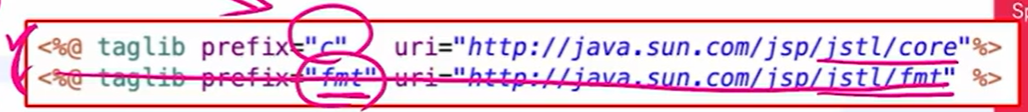 Sp
<%@ taglib prefix="c" uri="http://java.sun.com/jsp/jstl/core"%>
<%@ taglib prefix="fmt" uri="http://java.sun.com/jsp/jstl/fmt" %>